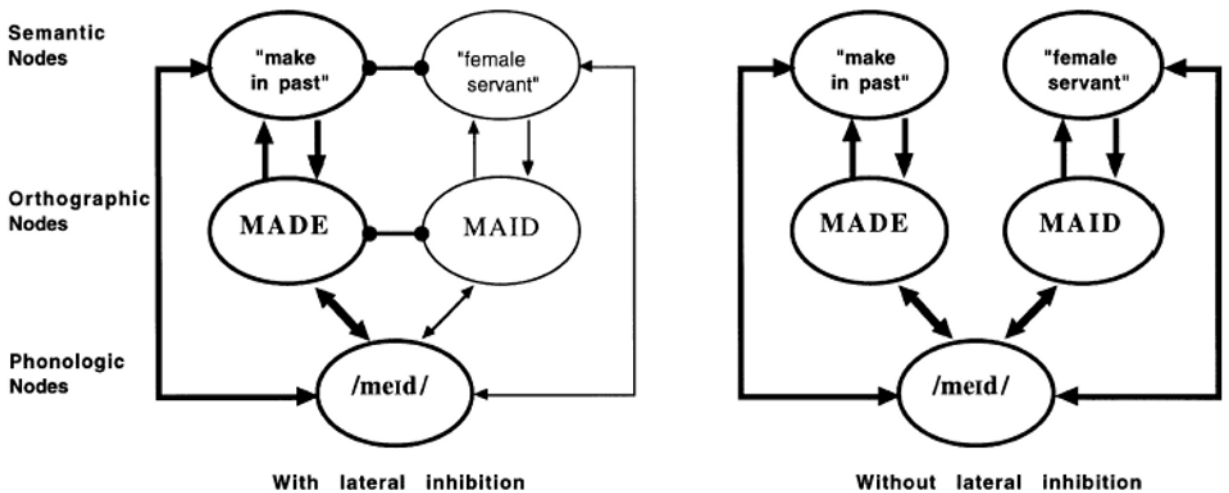 Semantic
Nodes
"make
in past"
"female
servant"
"make
in past"
"female
servant"
Orthographic
Nodes
MADE
MAID
MADE
MAID
Phonologic
Nodes
/meɪd/
/meɪd/
With lateral inhibition
Without lateral inhibition